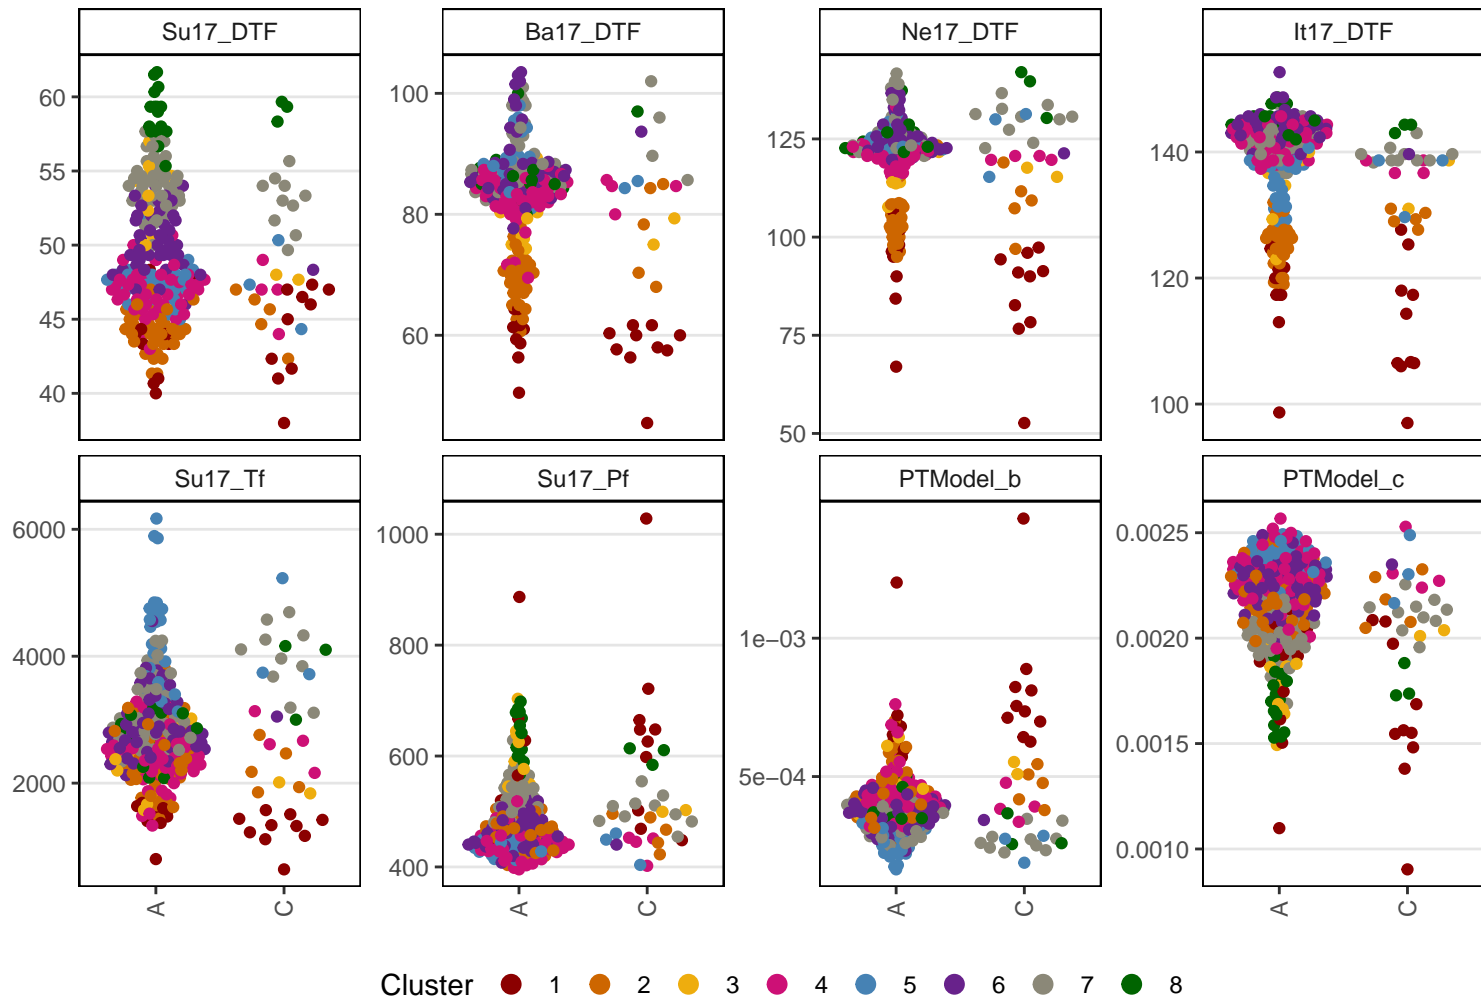 Su17_DTF Ba17_DTF Ne17_DTF It17_DTF
60 100 125 140
55 80 100 120
50 60 75 100
45 50
40
Su17_Tf Su17_Pf PTModel_b PTModel_c
6000 1000 1e−03 0.0025
4000 800 5e−04 0.0020
2000 600 0.0015
400 0.0010
A C A C A C A C
Cluster 1 2 3 4 5 6 7 8